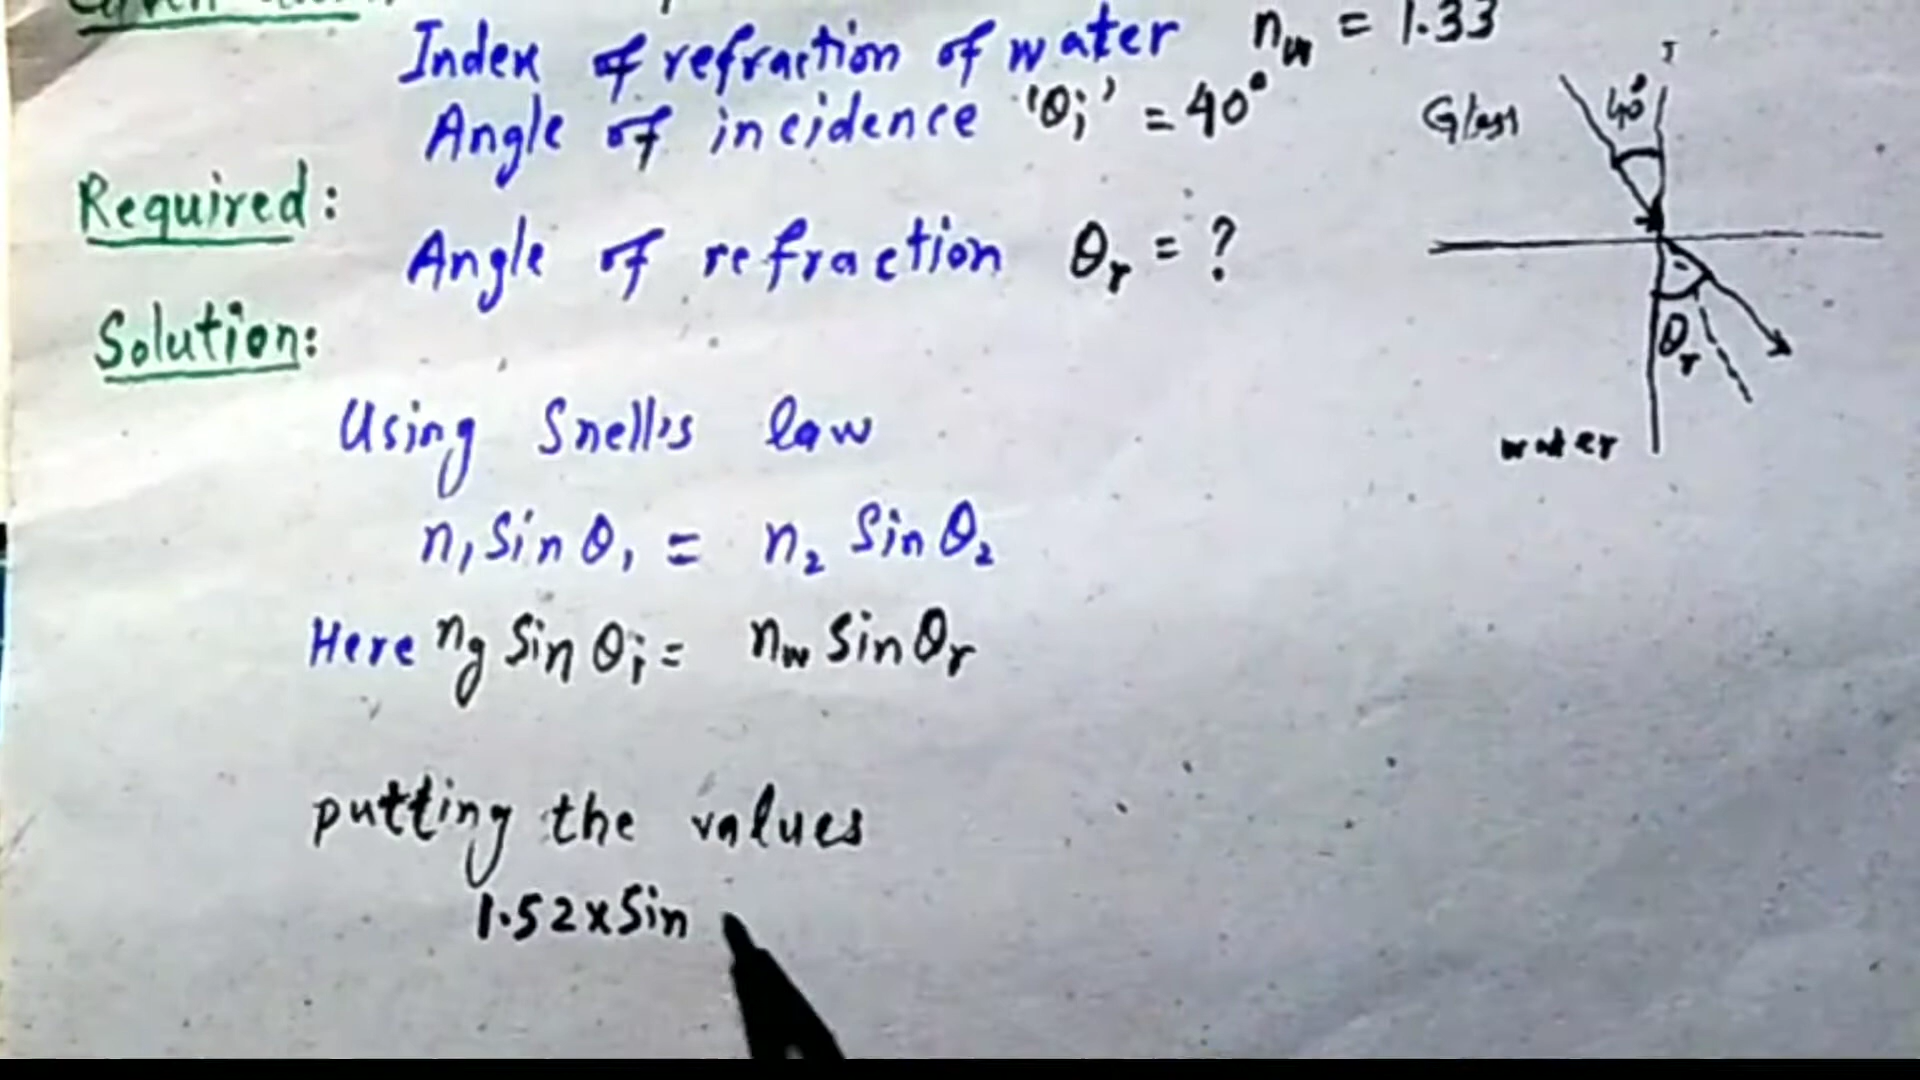 Index of refraction of water nw = 1.33
Angle of incidence 'θi' = 40°
Glass
40°
Required:
Angle of refraction θr = ?
θr
Solution:
water
Using Snell's law
n₁ Sin θ₁ = n₂ Sin θ₂
Here ng Sin θi = nw Sin θr
putting the values
1.52 x Sin